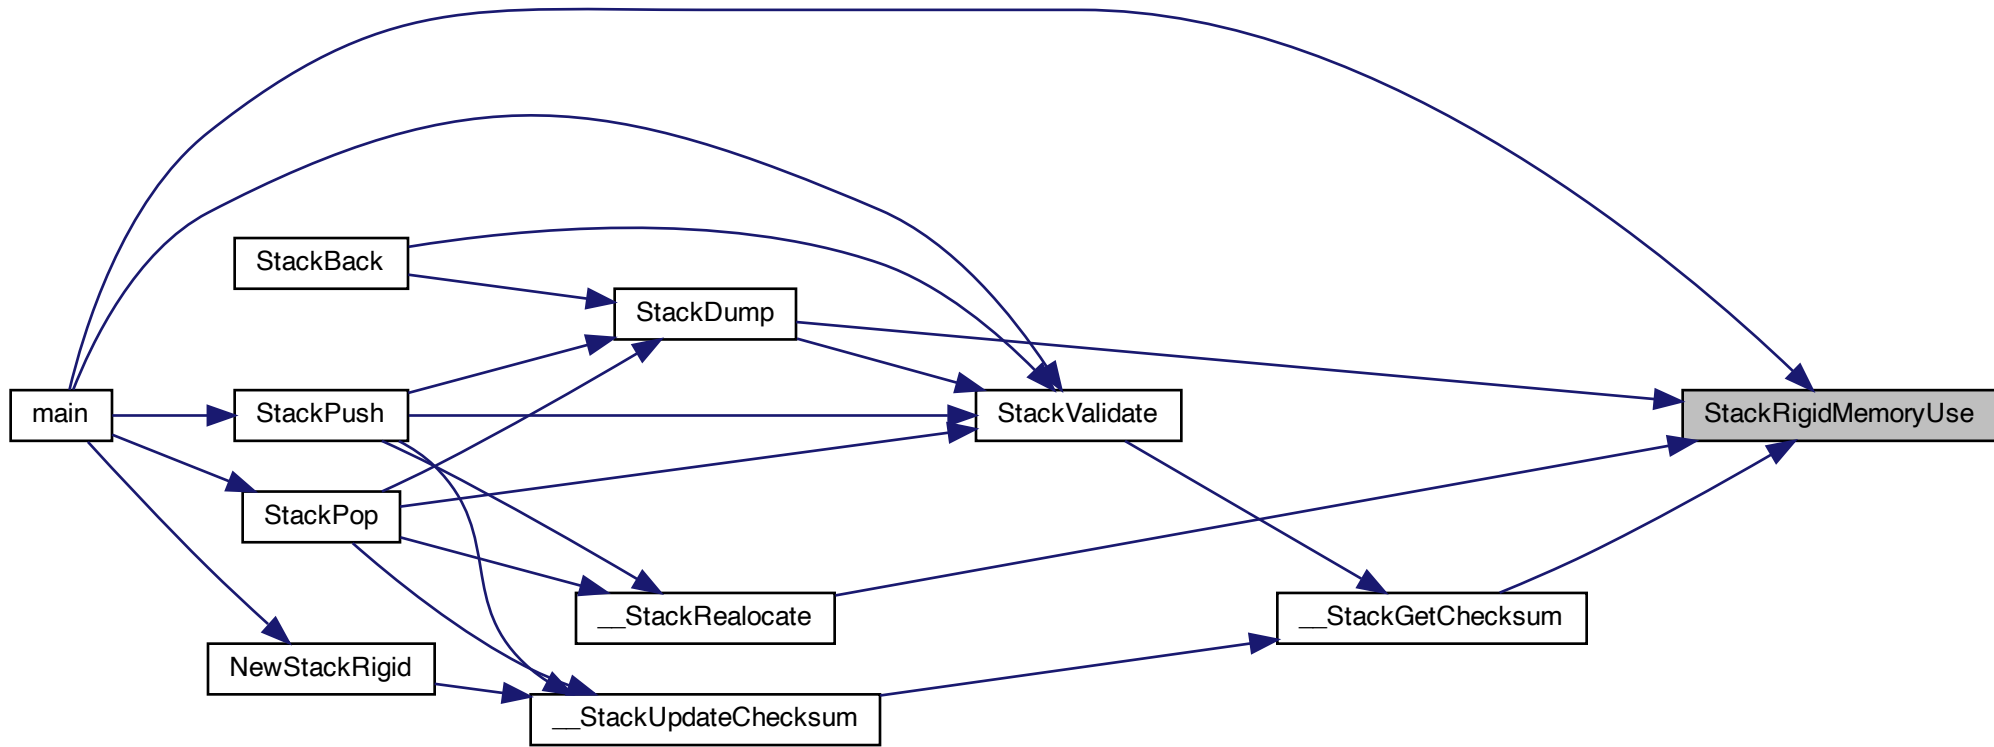 StackBack
StackDump
main
StackPush
StackValidate
StackRigidMemoryUse
StackPop
__StackRealocate
__StackGetChecksum
NewStackRigid
__StackUpdateChecksum